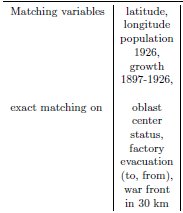 Matching variables latitude,
longitude
population
1926,
growth
1897-1926,
exact matching on oblast
center
status,
factory
evacuation
(to, from),
war front
in 30 km